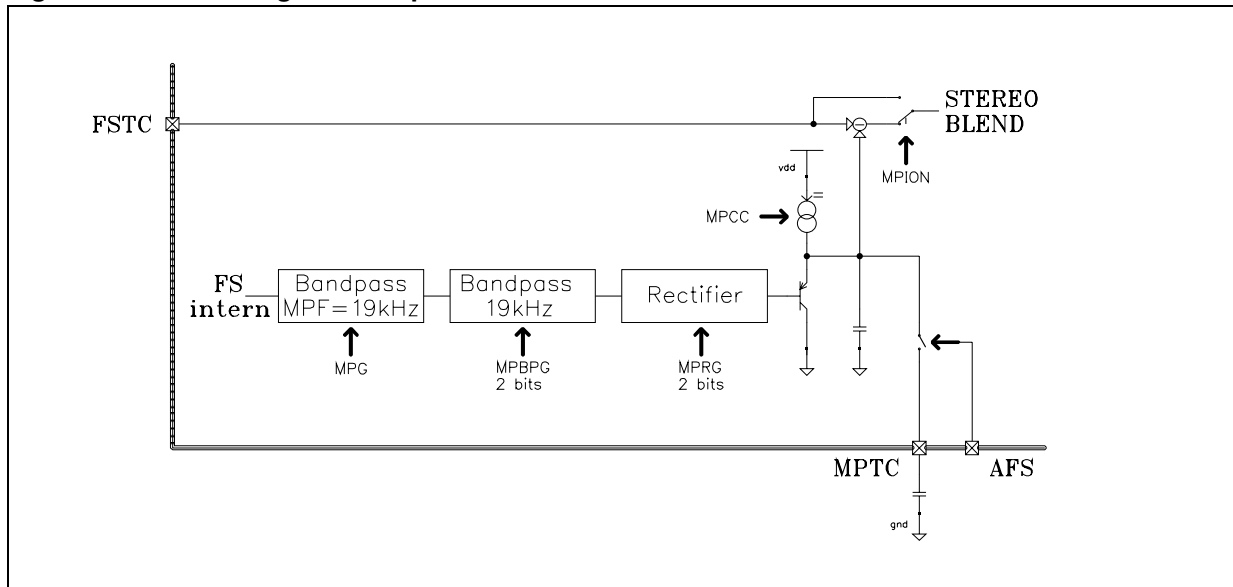 FSTC
STEREO
BLEND
MPION
vdd
MPCC
FS
intern
Bandpass
MPF=19kHz
Bandpass
19kHz
Rectifier
MPG
MPBPG
2 bits
MPRG
2 bits
MPTC
AFS
gnd